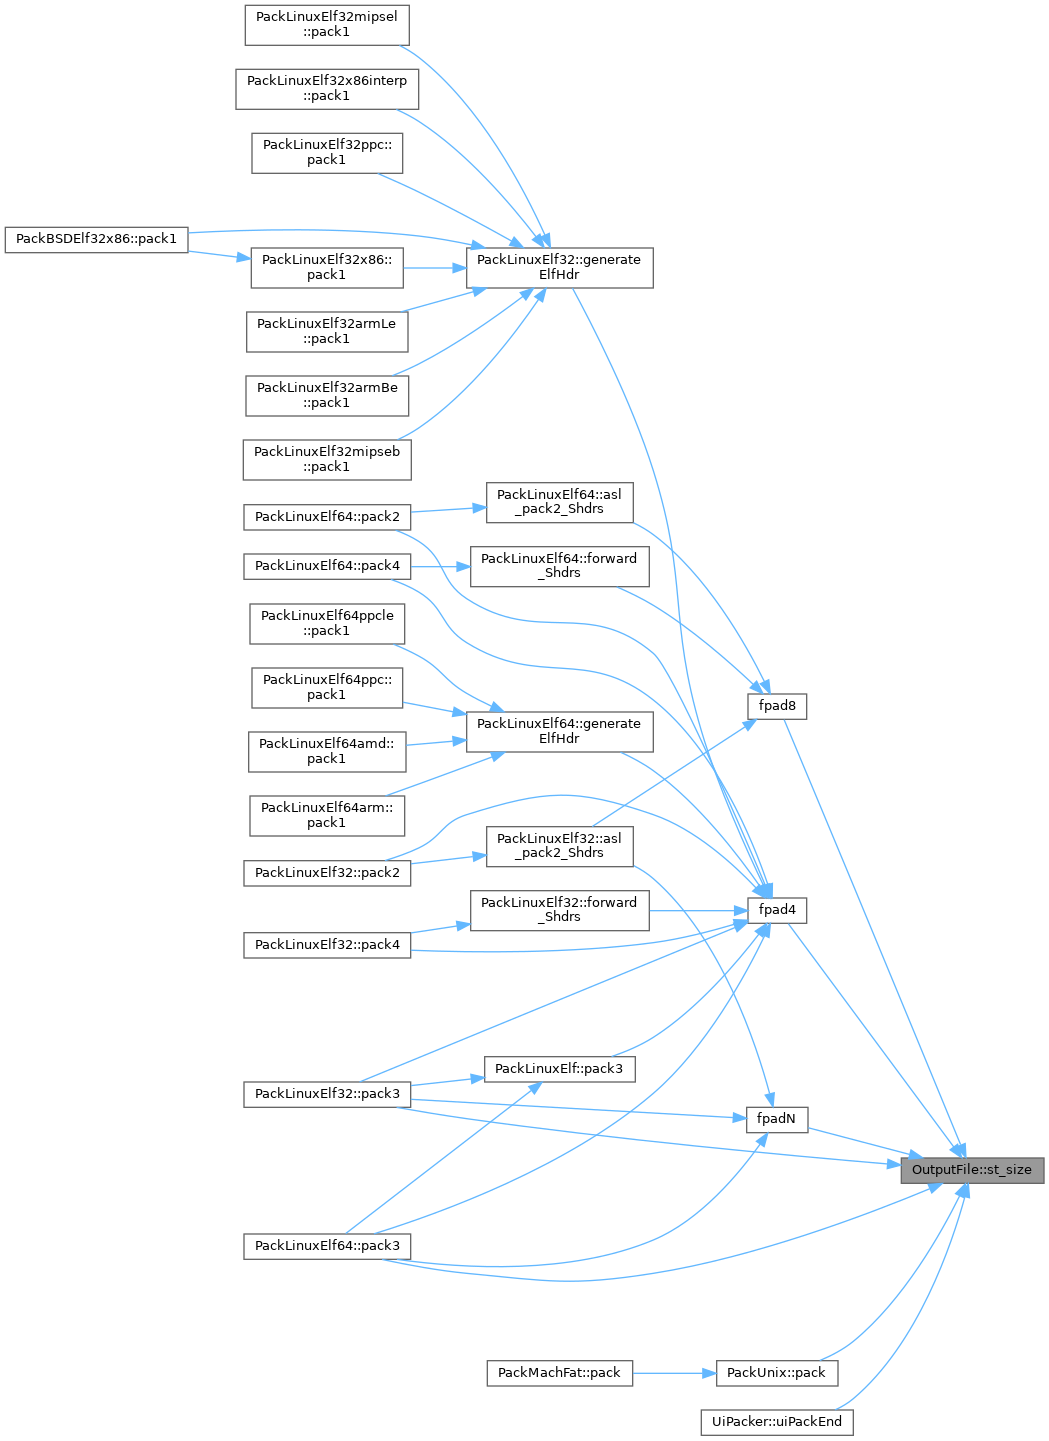 PackLinuxElf32mipsel
::pack1
PackLinuxElf32x86interp
::pack1
PackLinuxElf32ppc::
pack1
PackBSDElf32x86::pack1
PackLinuxElf32x86::
pack1
PackLinuxElf32::generate
ElfHdr
PackLinuxElf32armLe
::pack1
PackLinuxElf32armBe
::pack1
PackLinuxElf32mipseb
::pack1
PackLinuxElf64::asl
_pack2_Shdrs
PackLinuxElf64::pack2
PackLinuxElf64::forward
_Shdrs
PackLinuxElf64::pack4
PackLinuxElf64ppcle
::pack1
PackLinuxElf64ppc::
pack1
fpad8
PackLinuxElf64::generate
ElfHdr
PackLinuxElf64amd::
pack1
PackLinuxElf64arm::
pack1
PackLinuxElf32::asl
_pack2_Shdrs
PackLinuxElf32::pack2
PackLinuxElf32::forward
_Shdrs
fpad4
PackLinuxElf32::pack4
PackLinuxElf::pack3
PackLinuxElf32::pack3
fpadN
OutputFile::st_size
PackLinuxElf64::pack3
PackMachFat::pack
PackUnix::pack
UiPacker::uiPackEnd